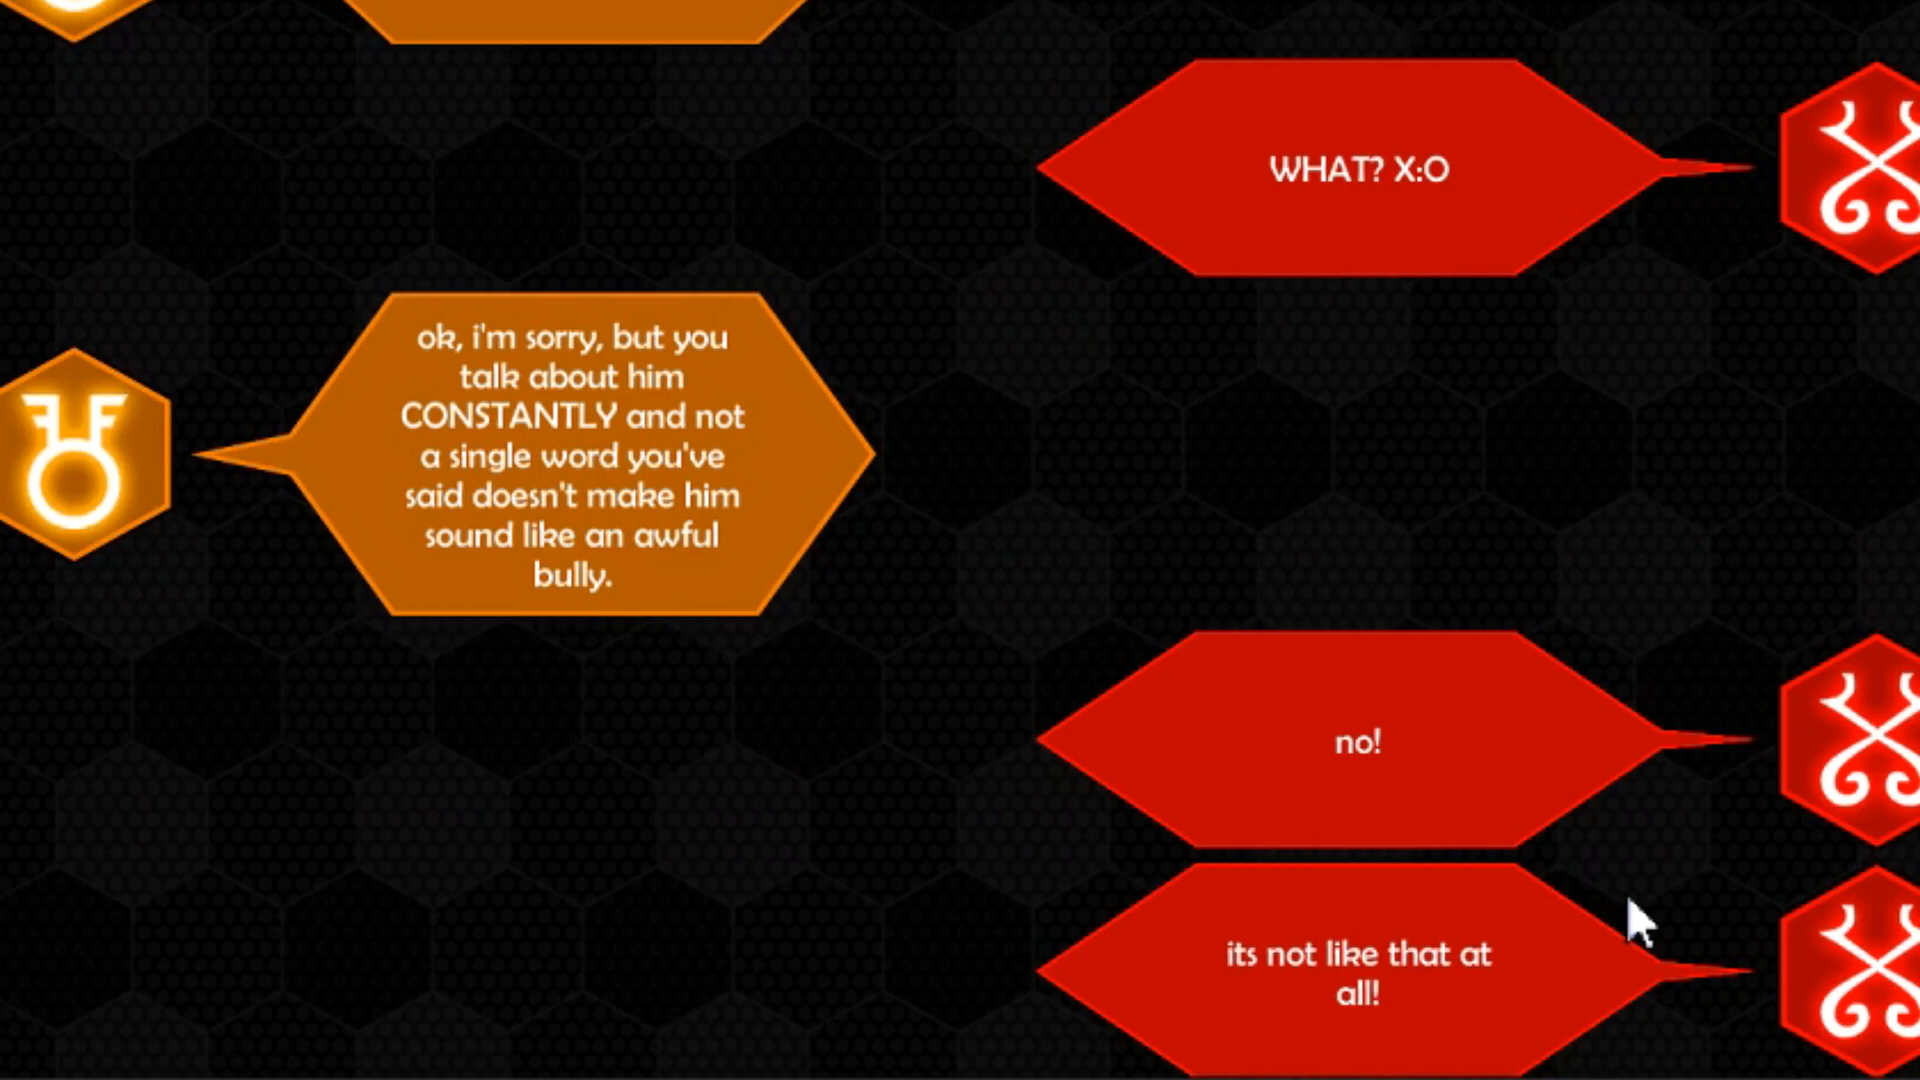 WHAT? X:O
ok, i'm sorry, but you
talk about him
CONSTANTLY and not
a single word you've
said doesn't make him
sound like an awful
bully.
no!
its not like that at
all!